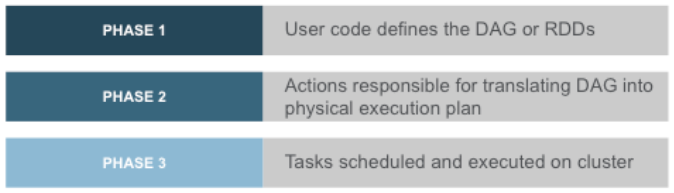 PHASE 1
User code defines the DAG or RDDs
PHASE 2
Actions responsible for translating DAG into
physical execution plan
PHASE 3
Tasks scheduled and executed on cluster